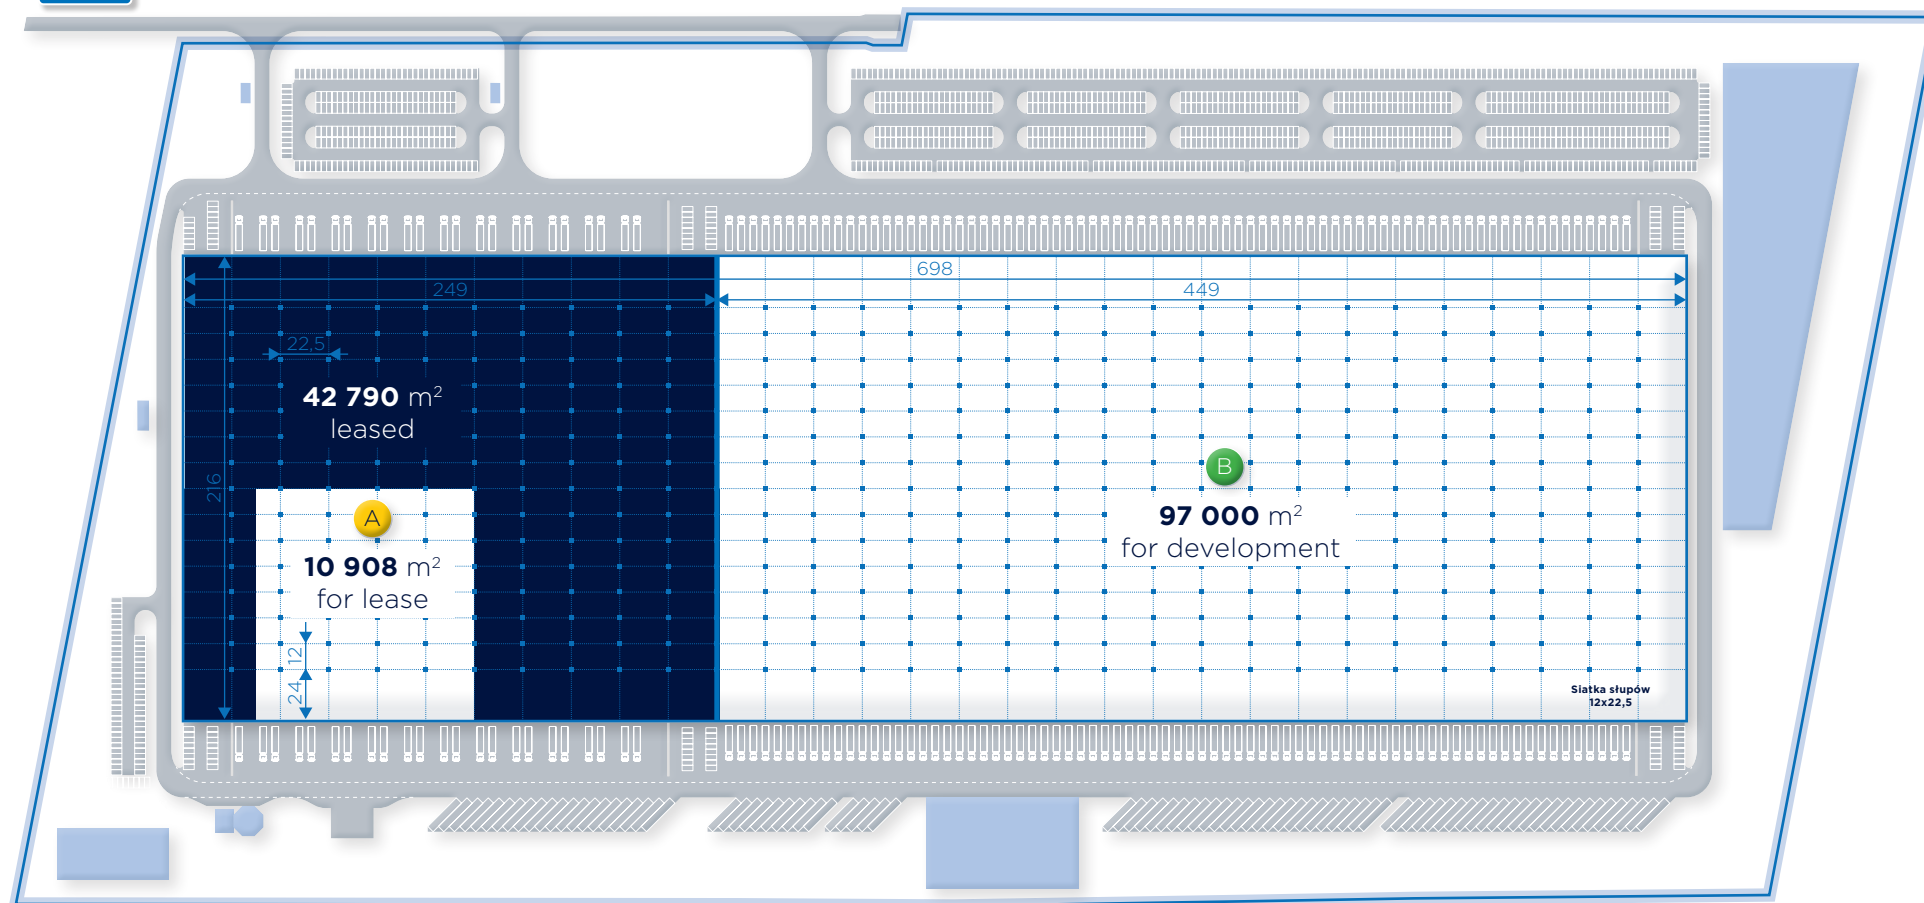 698
249
449
22,5
42 790 m²
leased
216
A
10 908 m²
for lease
12
24
B
97 000 m²
for development
Siatka słupów
12x22,5